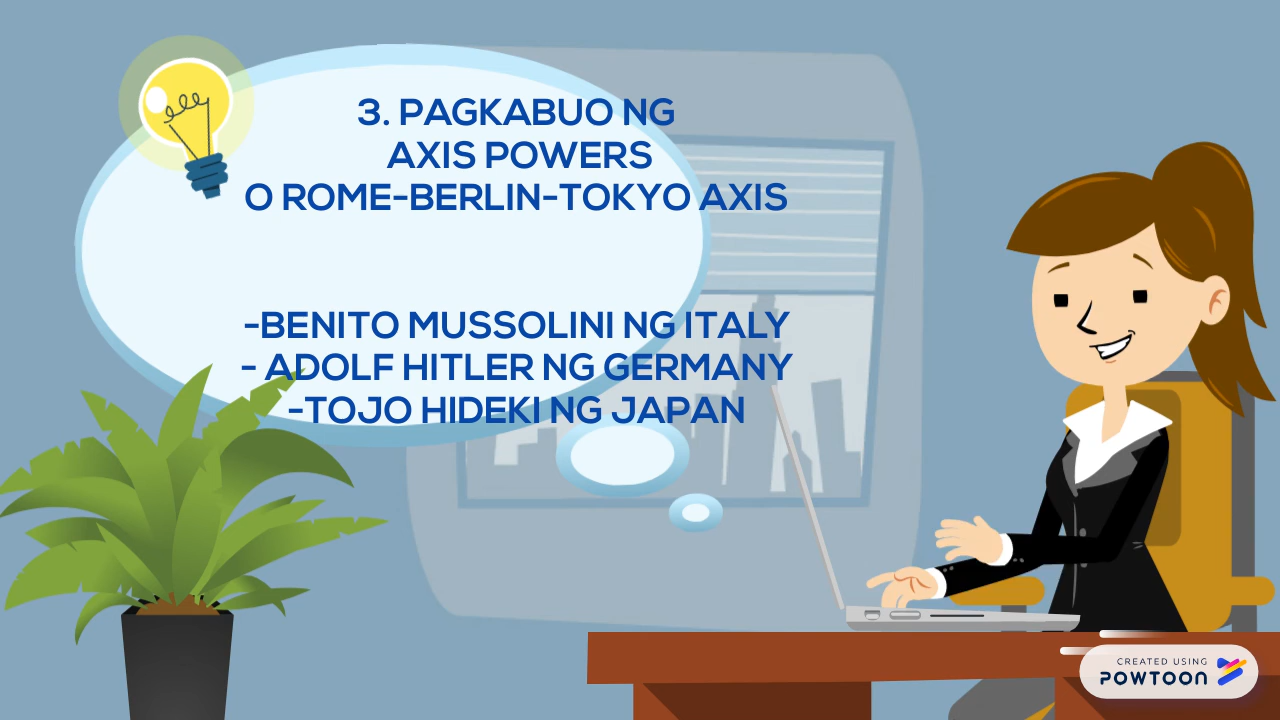 3. PAGKABUO NG
AXIS POWERS
O ROME-BERLIN-TOKYO AXIS
-BENITO MUSSOLINI NG ITALY
- ADOLF HITLER NG GERMANY
-TOJO HIDEKI NG JAPAN
CREATED USING
POWTOON